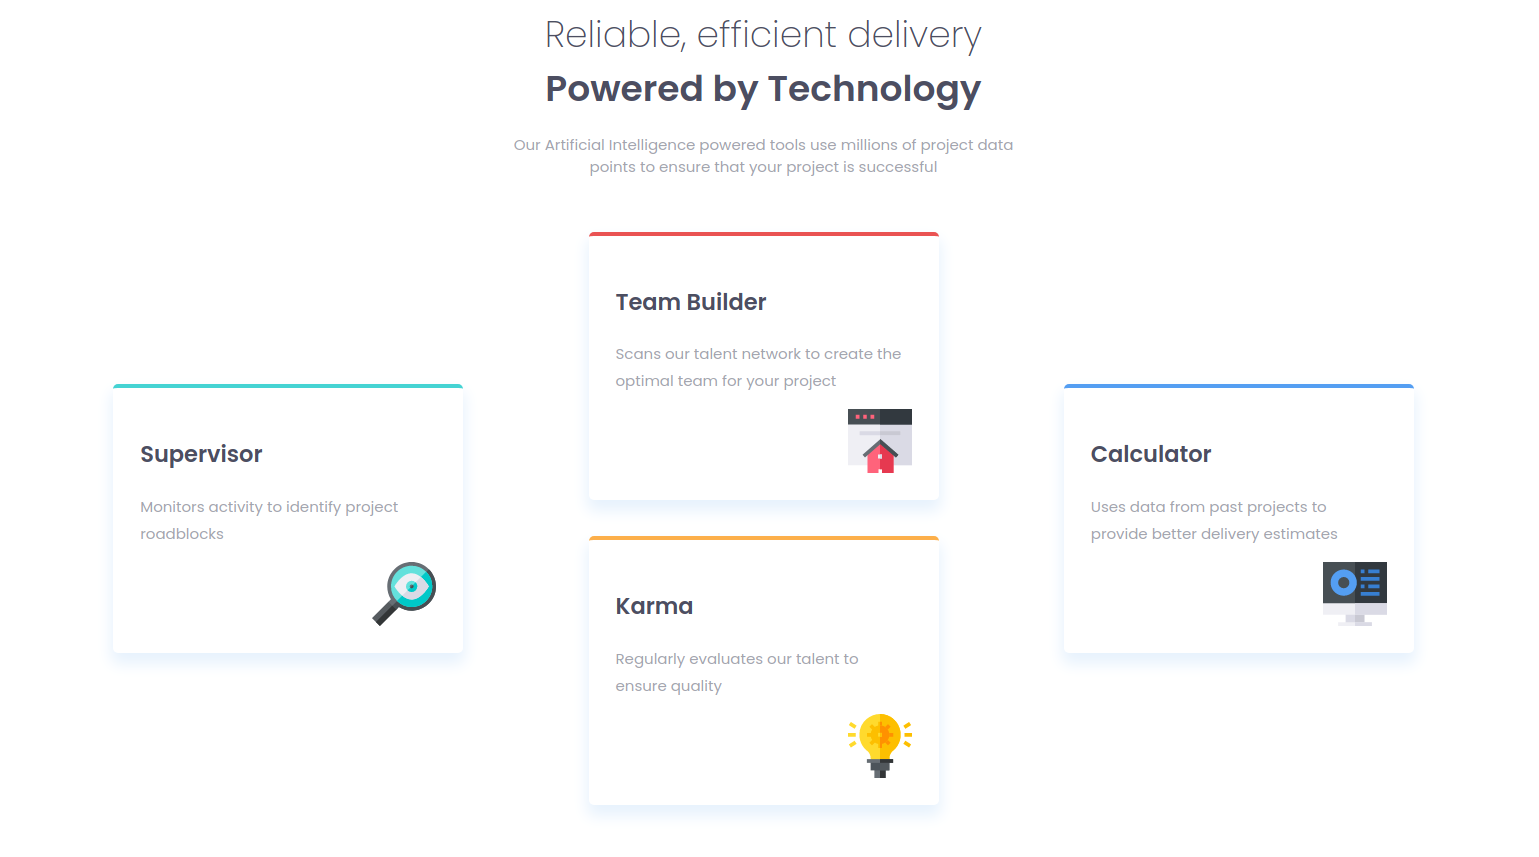 Reliable, efficient delivery
Powered by Technology
Our Artificial Intelligence powered tools use millions of project data
points to ensure that your project is successful
Supervisor
Monitors activity to identify project
roadblocks
Team Builder
Scans our talent network to create the
optimal team for your project
Karma
Regularly evaluates our talent to
ensure quality
Calculator
Uses data from past projects to
provide better delivery estimates